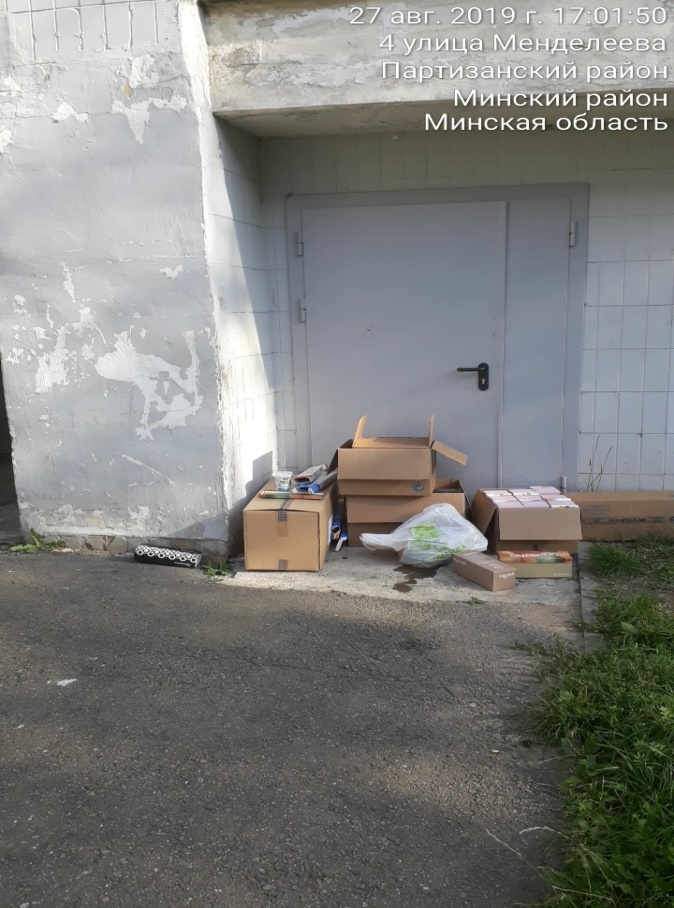 27 авг. 2019 г. 17:01:50
4 улица Менделеева
Партизанский район
Минский район
Минская область